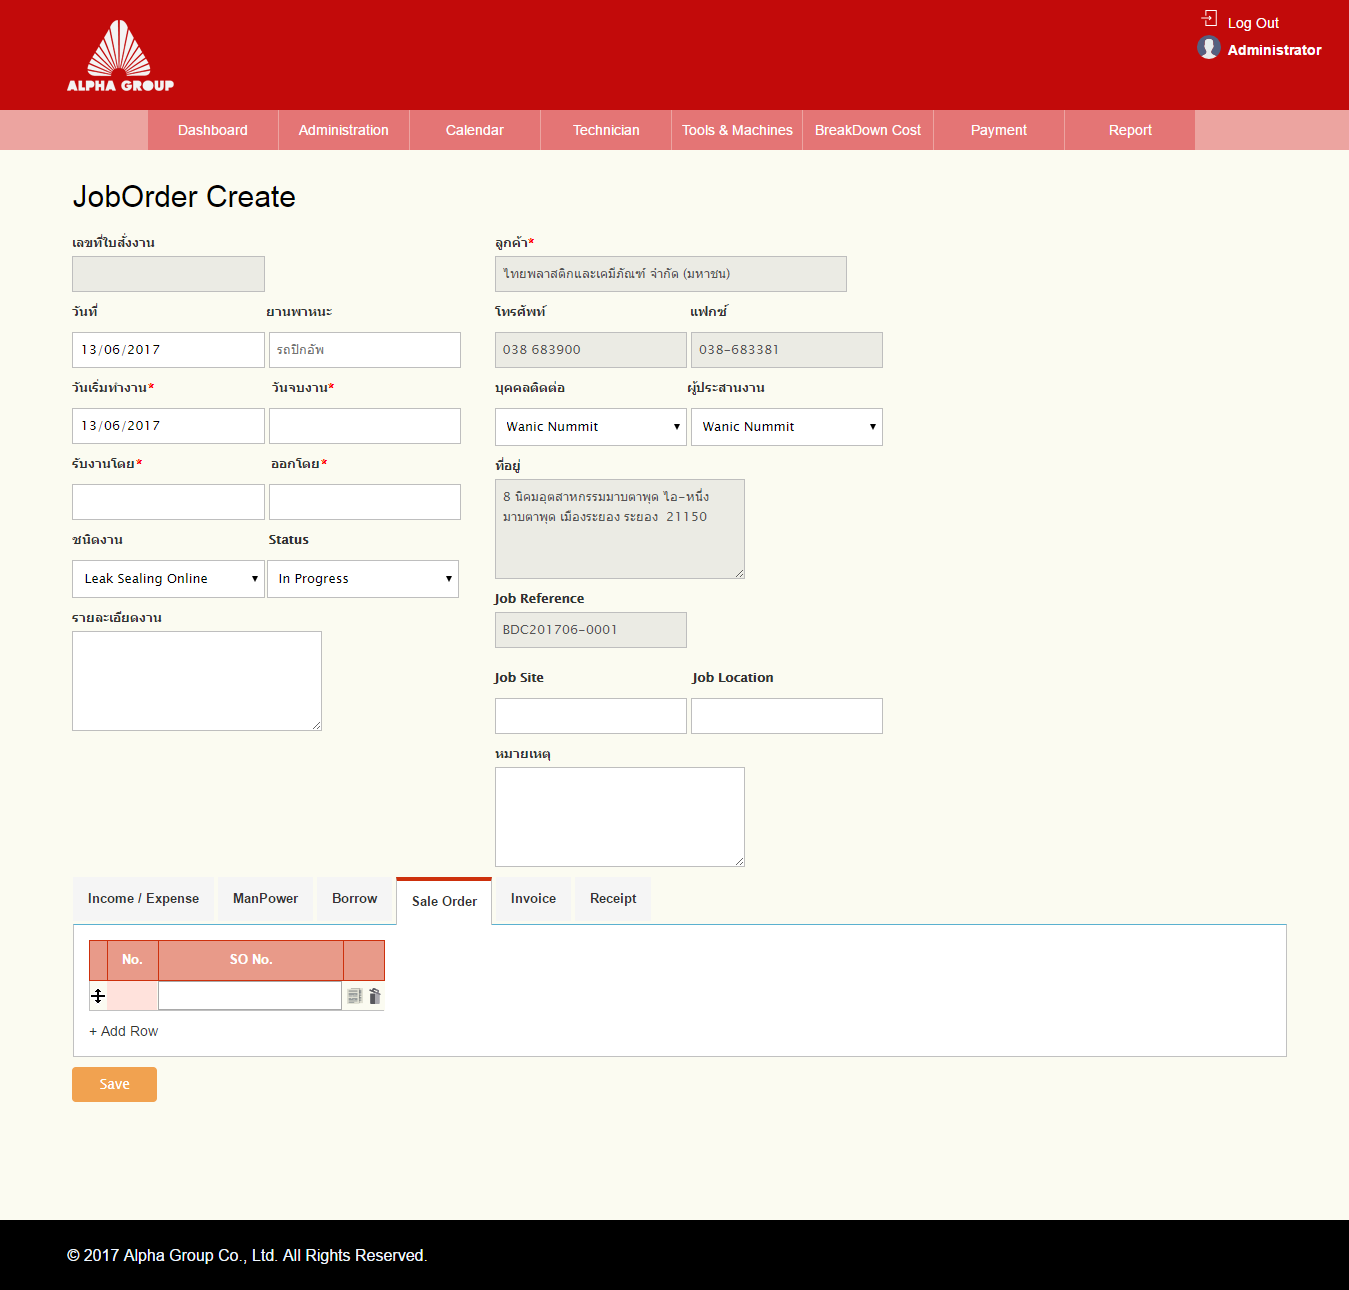 Log Out
Administrator
ALPHA GROUP
Dashboard
Administration
Calendar
Technician
Tools & Machines
BreakDown Cost
Payment
Report
JobOrder Create
เลขที่ใบสั่งงาน
วันที่ ยานพาหนะ
13/06/2017 รถปิกอัพ
วันเริ่มทำงาน* วันจบงาน*
13/06/2017
รับงานโดย* ออกโดย*
ชนิดงาน Status
Leak Sealing Online In Progress
รายละเอียดงาน
ลูกค้า*
ไทยพลาสติกและเคมีภัณฑ์ จำกัด (มหาชน)
โทรศัพท์ แฟกซ์
038 683900 038-683381
บุคคลติดต่อ ผู้ประสานงาน
Wanic Nummit Wanic Nummit
ที่อยู่
8 นิคมอุตสาหกรรมมาบตาพุด ไอ-หนึ่ง
มาบตาพุด เมืองระยอง ระยอง 21150
Job Reference
BDC201706-0001
Job Site Job Location
หมายเหตุ
Income / Expense
ManPower
Borrow
Sale Order
Invoice
Receipt
No. SO No.
+ Add Row
Save
© 2017 Alpha Group Co., Ltd. All Rights Reserved.